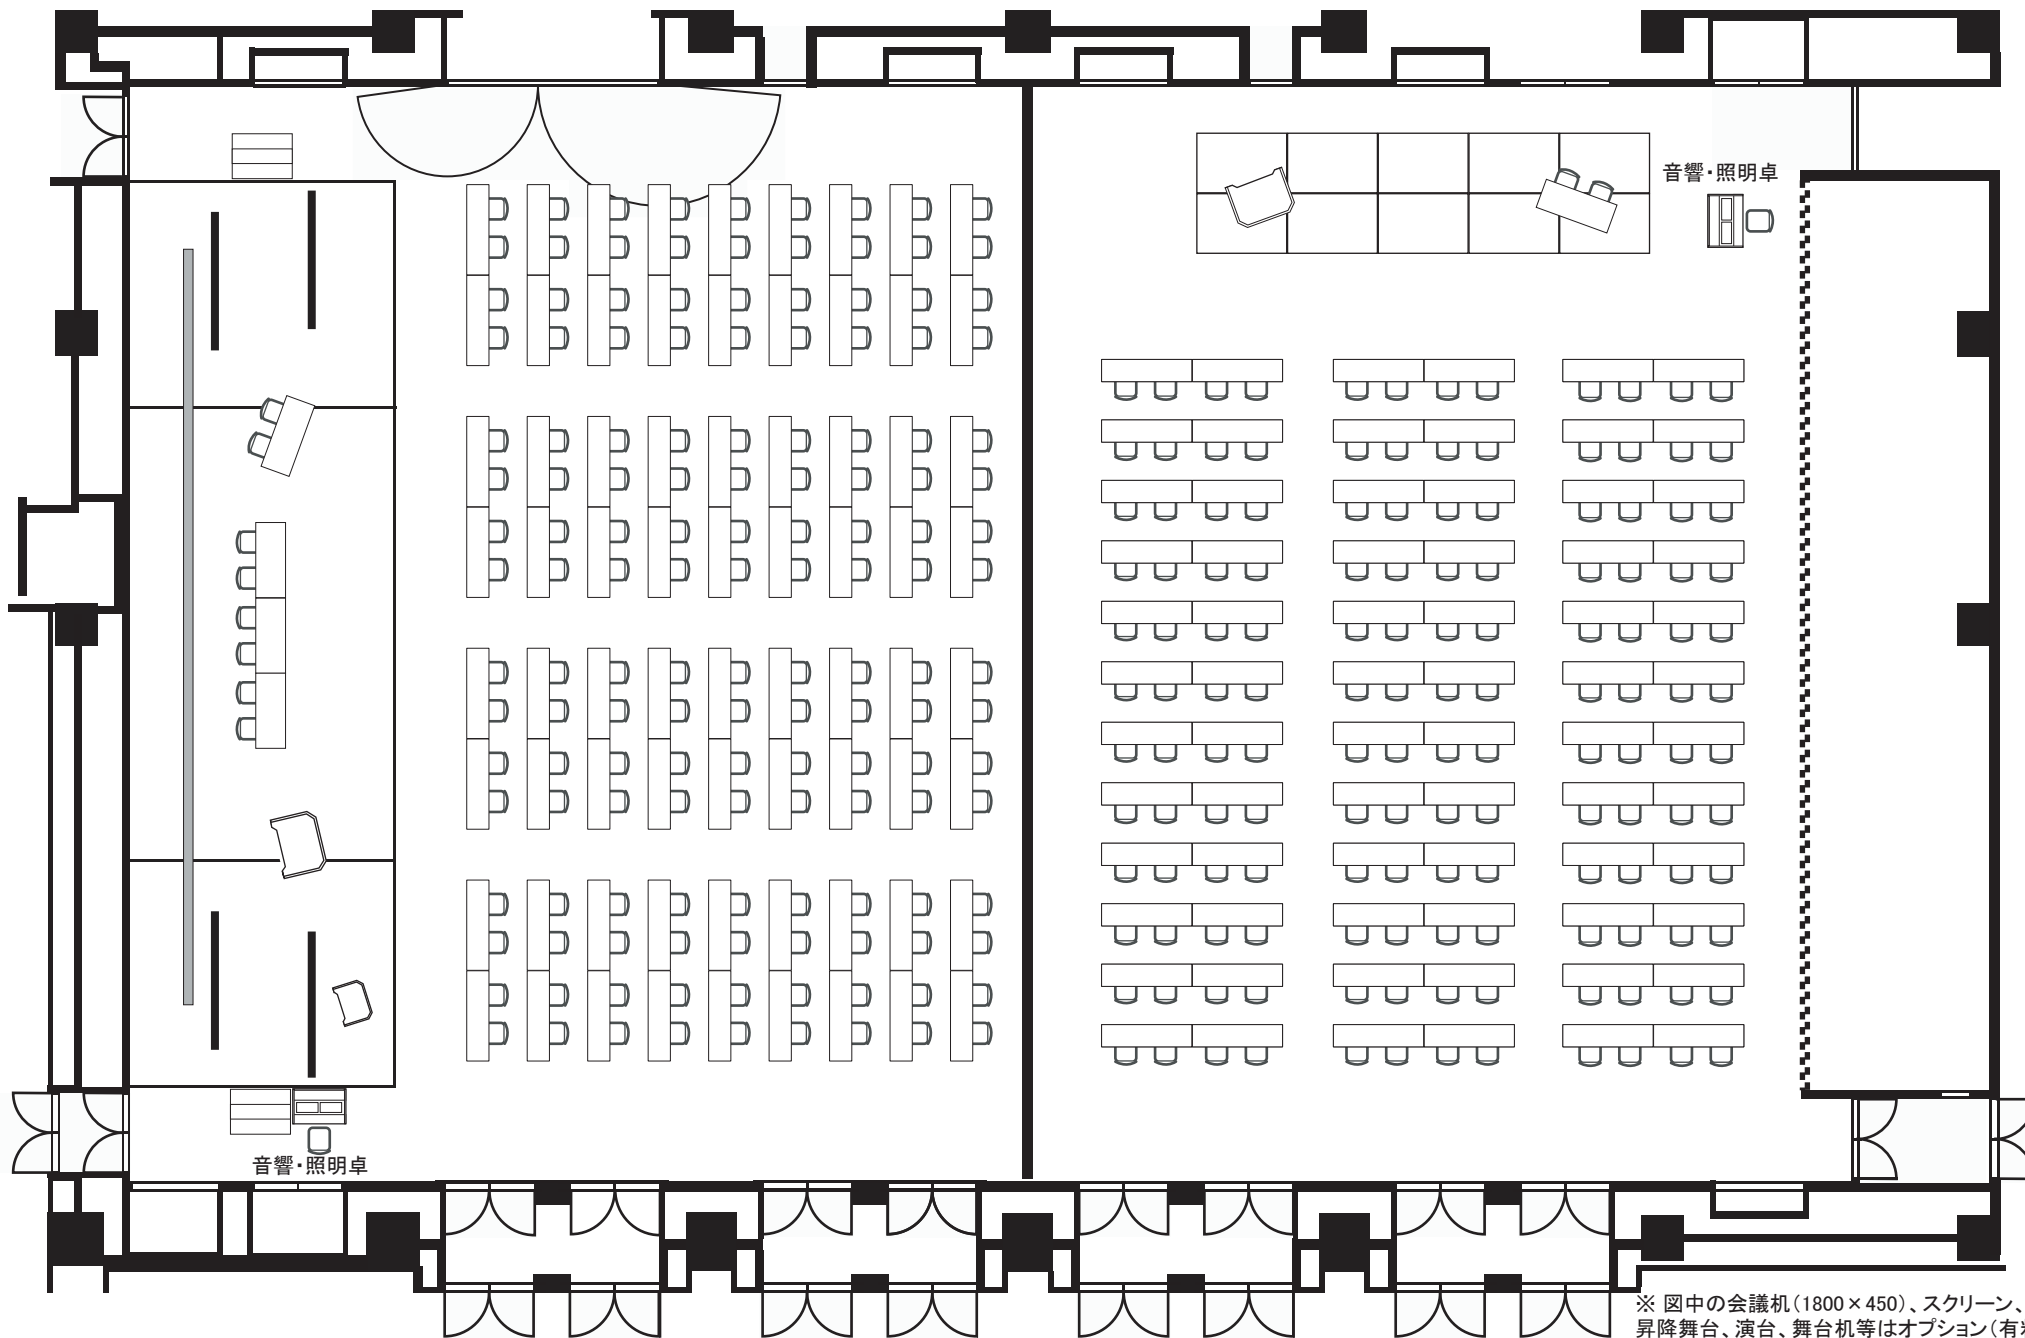 音響・照明卓
音響・照明卓
※ 図中の会議机(1800×450)、スクリーン、
昇降舞台、演台、舞台机等はオプション(有